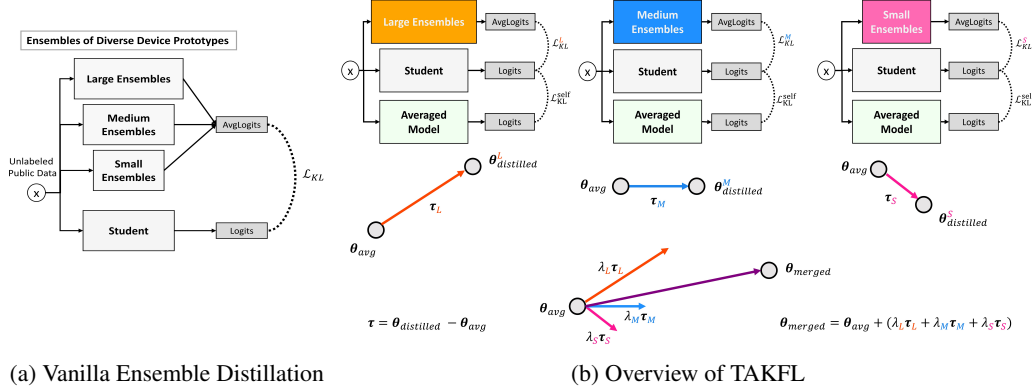 Ensembles of Diverse Device Prototypes
Large Ensembles
Medium
Ensembles
Small
Ensembles
AvgLogits
Unlabeled
Public Data
x
Student
Logits
ℒ_KL
(a) Vanilla Ensemble Distillation
Large Ensembles
AvgLogits
ℒ_KL^L
x
Student
Logits
ℒ_KL^self
Averaged
Model
Logits
θ_distilled^L
τ_L
θ_avg
Medium
Ensembles
AvgLogits
ℒ_KL^M
x
Student
Logits
ℒ_KL^self
Averaged
Model
Logits
θ_avg
τ_M
θ_distilled^M
Small
Ensembles
AvgLogits
ℒ_KL^S
x
Student
Logits
ℒ_KL^self
Averaged
Model
Logits
θ_avg
τ_S
θ_distilled^S
λ_L τ_L
θ_merged
θ_avg
λ_M τ_M
λ_S τ_S
τ = θ_distilled − θ_avg
θ_merged = θ_avg + (λ_L τ_L + λ_M τ_M + λ_S τ_S)
(b) Overview of TAKFL